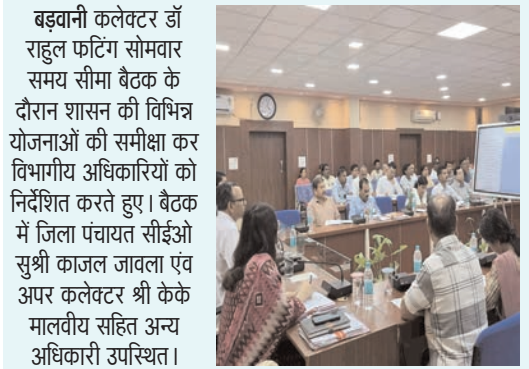 बड़वानी कलेक्टर डॉ
राहुल फटिंग सोमवार
समय सीमा बैठक के
दौरान शासन की विभिन्न
योजनाओं की समीक्षा कर
विभागीय अधिकारियों को
निर्देशित करते हुए। बैठक
में जिला पंचायत सीईओ
सुश्री काजल जावला एंव
अपर कलेक्टर श्री केके
मालवीय सहित अन्य
अधिकारी उपस्थित।